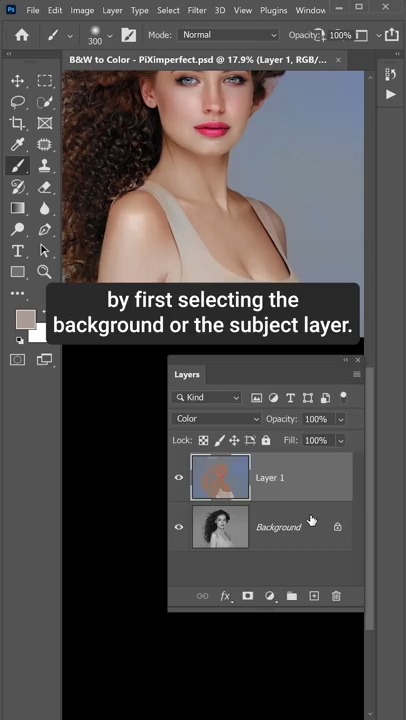 Ps File Edit Image Layer Type Select Filter 3D View Plugins Window
300 Mode: Normal Opacity: 100%
B&W to Color - PiXimperfect.psd @ 17.9% (Layer 1, RGB/... ×
by first selecting the
background or the subject layer.
Layers
Kind
Color Opacity: 100%
Lock: Fill: 100%
Layer 1
Background
fx